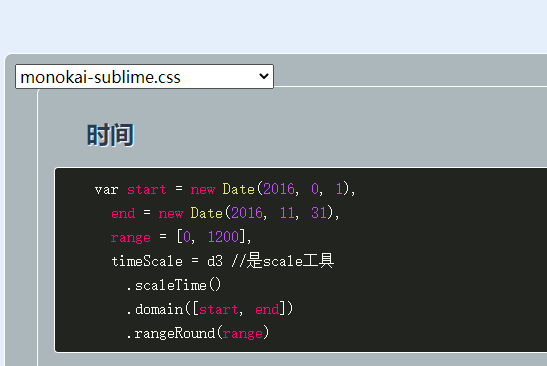 monokai-sublime.css
时间
var start = new Date(2016, 0, 1),
end = new Date(2016, 11, 31),
range = [0, 1200],
timeScale = d3 //是scale工具
.scaleTime()
.domain([start, end])
.rangeRound(range)